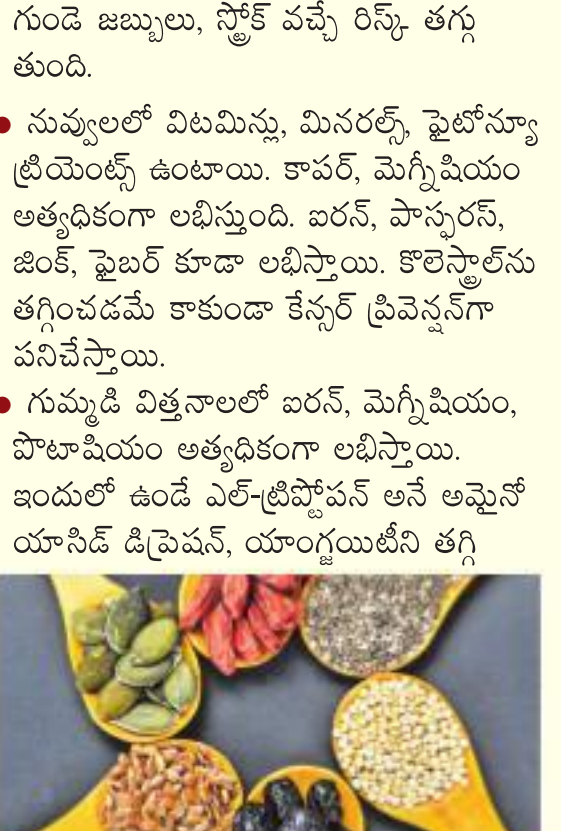 గుండె జబ్బులు, స్ట్రోక్ వచ్చే రిస్క్ తగ్గు
తుంది.
● నువ్వులలో విటమిన్లు, మినరల్స్, ఫైటోన్యూ
ట్రియెంట్స్ ఉంటాయి. కాపర్, మెగ్నీషియం
అత్యధికంగా లభిస్తుంది. ఐరన్, పాస్ఫరస్,
జింక్, ఫైబర్ కూడా లభిస్తాయి. కొలెస్ట్రాల్‌ను
తగ్గించడమే కాకుండా కేన్సర్ ప్రివెన్షన్‌గా
పనిచేస్తాయి.
● గుమ్మడి విత్తనాలలో ఐరన్, మెగ్నీషియం,
పొటాషియం అత్యధికంగా లభిస్తాయి.
ఇందులో ఉండే ఎల్-ట్రిప్టోపన్ అనే అమైనో
యాసిడ్ డిప్రెషన్, యాంగ్జయిటీని తగ్గి